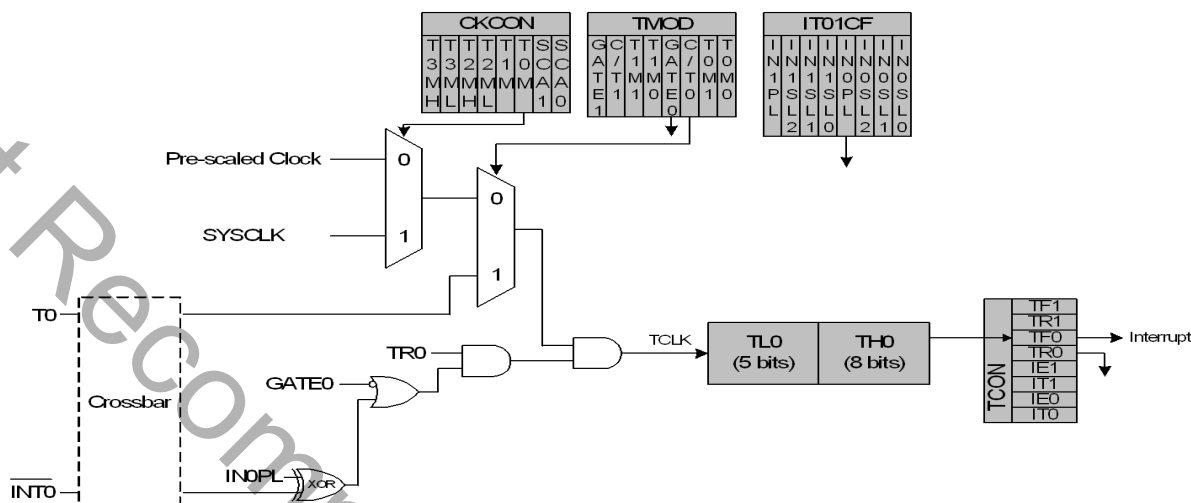 CKCON
T3MH
T3ML
T2MH
T2ML
T1M
T0M
SCA1
SCA0
TMOD
GATE1
C/T1
T1M1
T1M0
GATE0
C/T0
T0M1
T0M0
IT01CF
IN1PL
IN1SL2
IN1SL1
IN1SL0
IN0PL
IN0SL2
IN0SL1
IN0SL0
Pre-scaled Clock
0
SYSCLK
1
0
1
T0
Crossbar
INT0
TR0
GATE0
IN0PL
XOR
TCLK
TL0
(5 bits)
TH0
(8 bits)
TCON
TF1
TR1
TF0
TR0
IE1
IT1
IE0
IT0
Interrupt